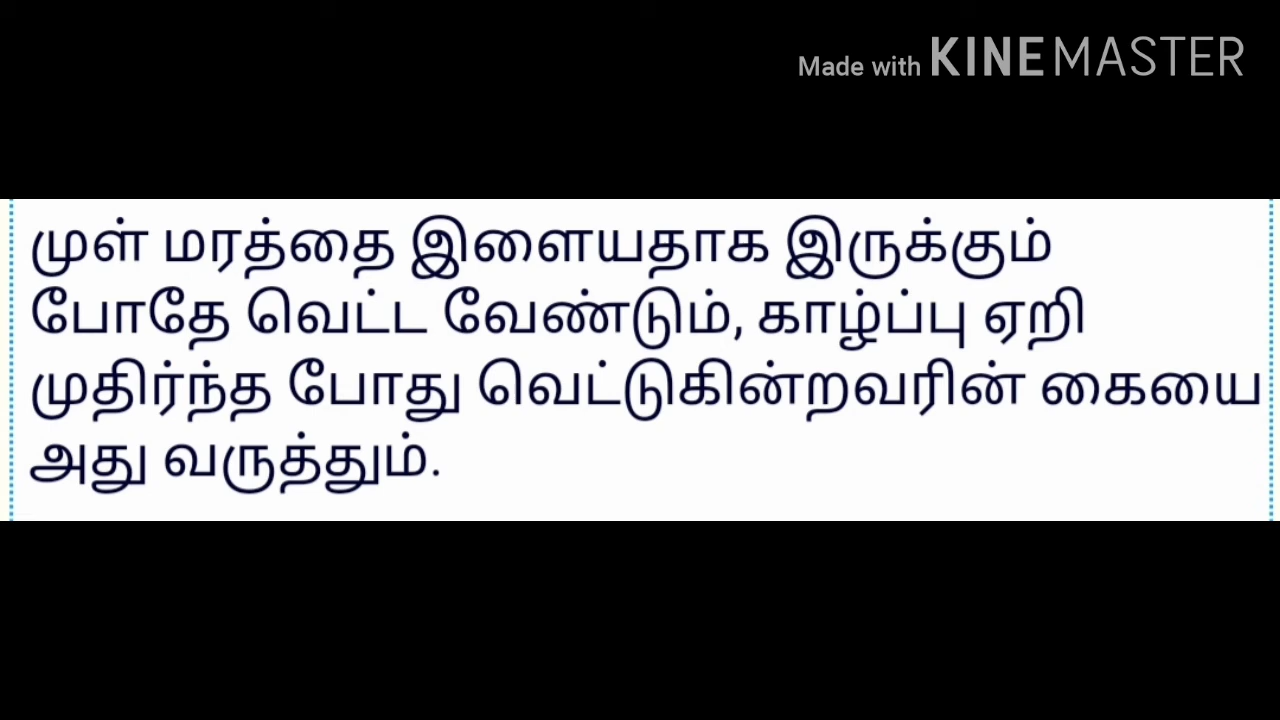 Made with KINEMASTER
முள் மரத்தை இளையதாக இருக்கும்
போதே வெட்ட வேண்டும், காழ்ப்பு ஏறி
முதிர்ந்த போது வெட்டுகின்றவரின் கையை
அது வருத்தும்.